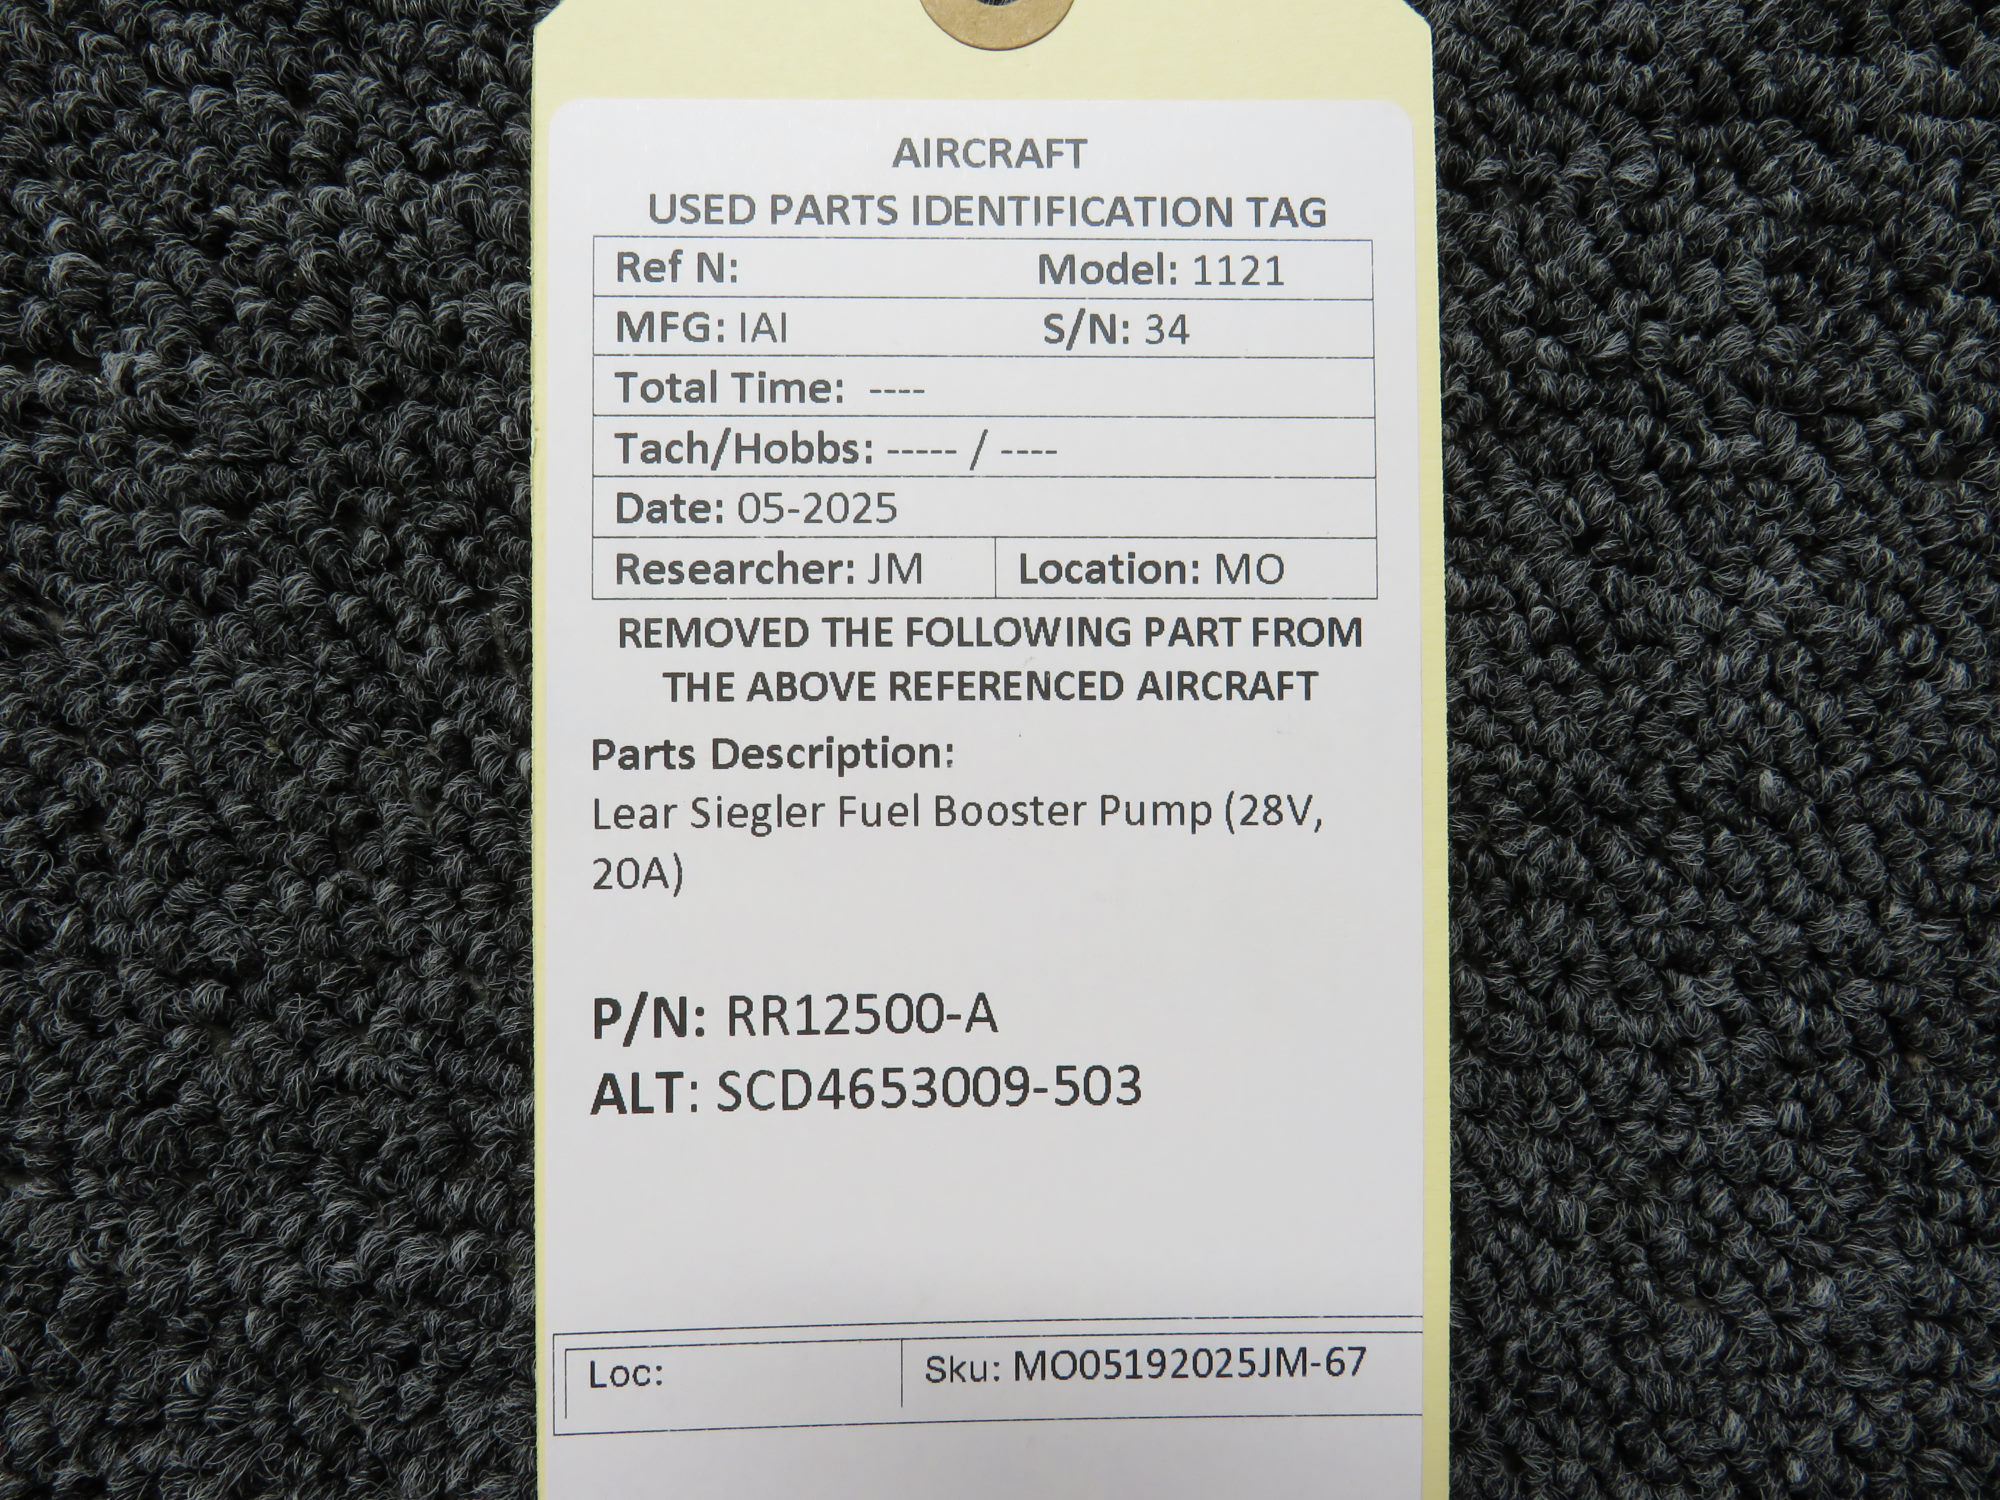 AIRCRAFT
USED PARTS IDENTIFICATION TAG
Ref N: Model: 1121
MFG: IAI S/N: 34
Total Time: ----
Tach/Hobbs: ----- / ----
Date: 05-2025
Researcher: JM Location: MO
REMOVED THE FOLLOWING PART FROM
THE ABOVE REFERENCED AIRCRAFT
Parts Description:
Lear Siegler Fuel Booster Pump (28V,
20A)
P/N: RR12500-A
ALT: SCD4653009-503
Loc: Sku: MO05192025JM-67